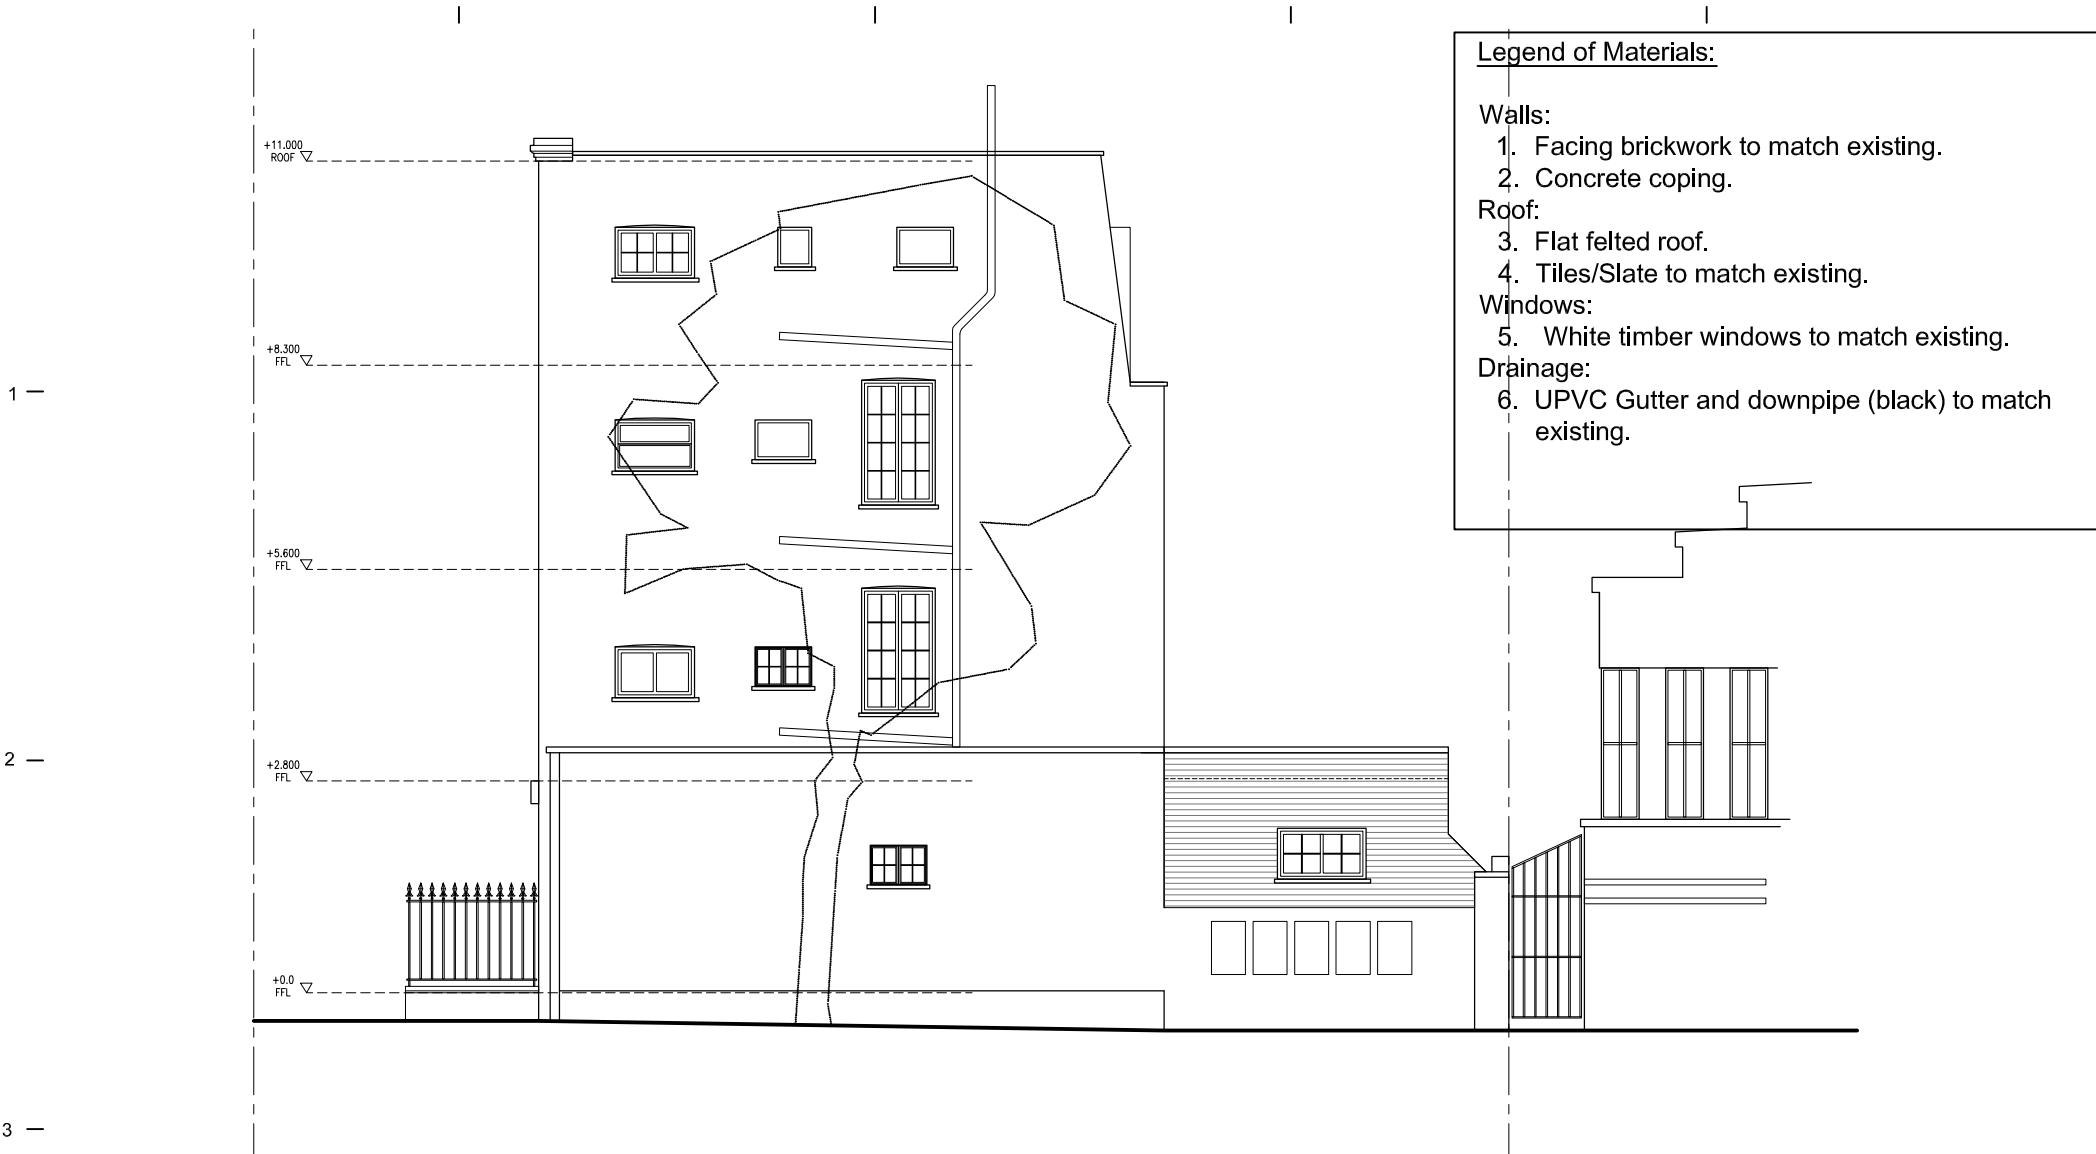 Legend of Materials:
Walls:
1. Facing brickwork to match existing.
2. Concrete coping.
Roof:
3. Flat felted roof.
4. Tiles/Slate to match existing.
Windows:
5. White timber windows to match existing.
Drainage:
6. UPVC Gutter and downpipe (black) to match
existing.
+11.000
ROOF
+8.300
FFL
1
+5.600
FFL
2
+2.800
FFL
+0.0
FFL
3